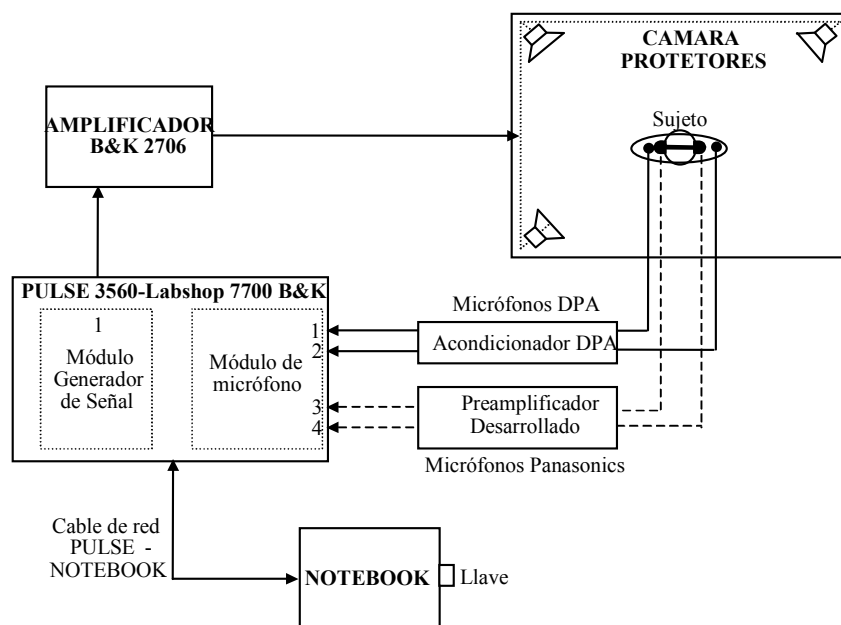 CAMARA
PROTETORES
Sujeto
AMPLIFICADOR
B&K 2706
PULSE 3560-Labshop 7700 B&K
1
Módulo
Generador
de Señal
Módulo de
micrófono
1
2
3
4
Micrófonos DPA
Acondicionador DPA
Preamplificador
Desarrollado
Micrófonos Panasonics
Cable de red
PULSE -
NOTEBOOK
NOTEBOOK
Llave